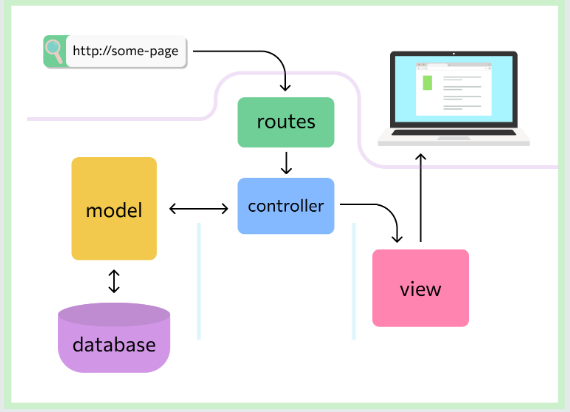 http://some-page
routes
model
controller
view
database